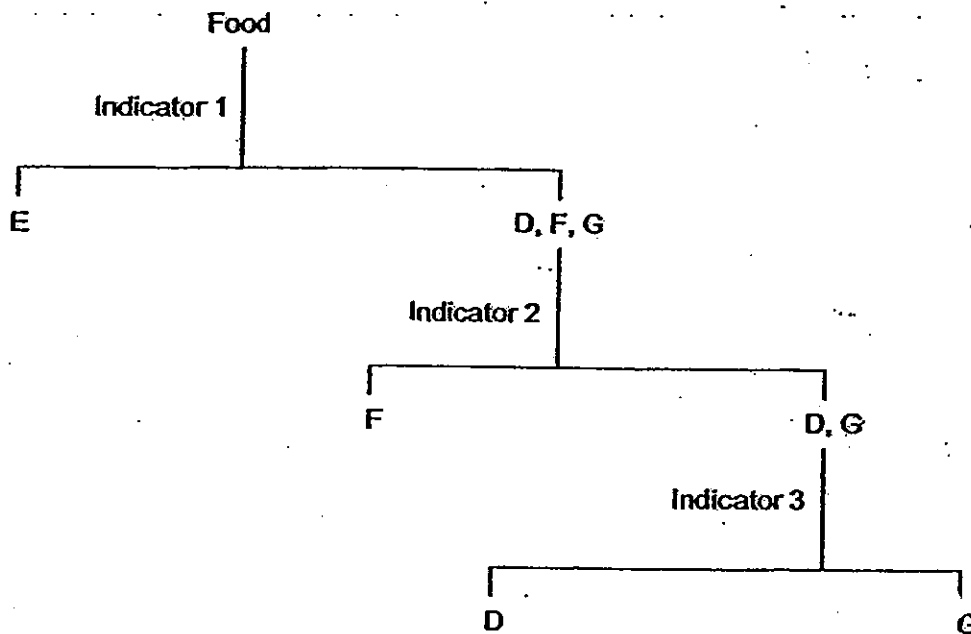 Food
Indicator 1
E
D, F, G
Indicator 2
F
D, G
Indicator 3
D
G